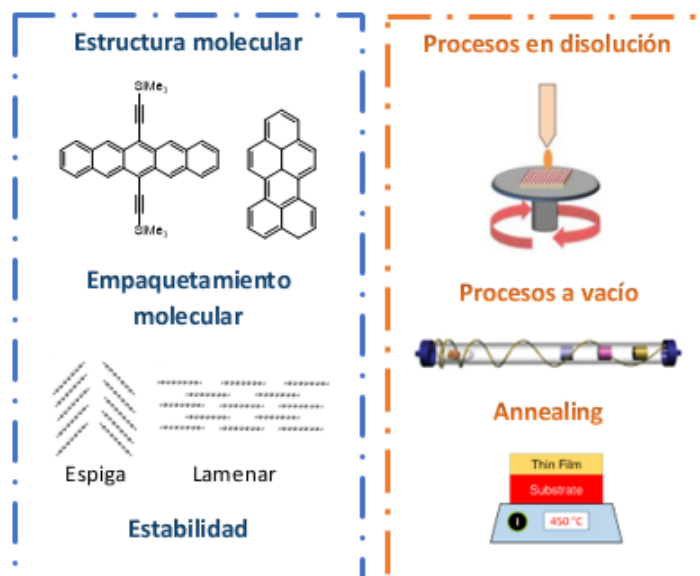 Estructura molecular
SiMe3
SiMe3
Empaquetamiento
molecular
Espiga
Lamenar
Estabilidad
Procesos en disolución
Procesos a vacío
Annealing
Thin Film
Substrate
I
450 °C